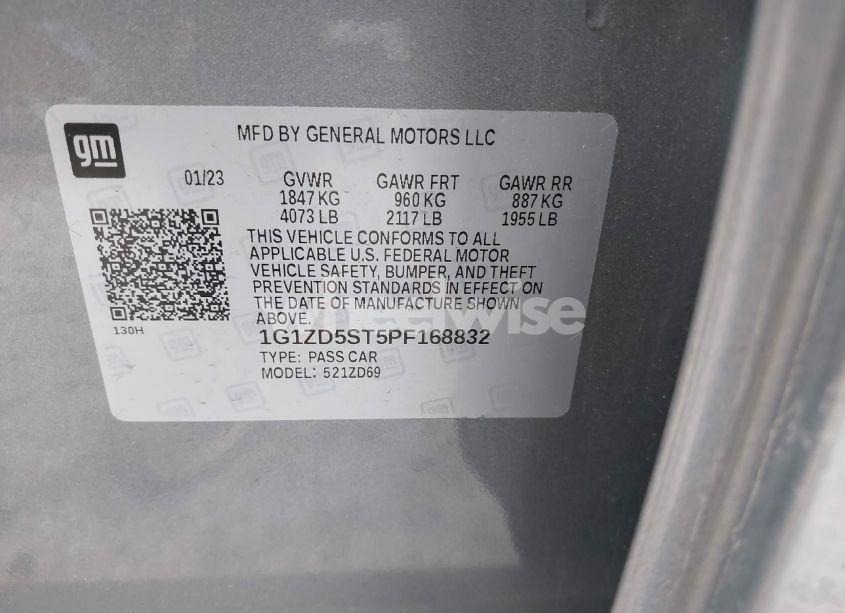 gm
MFD BY GENERAL MOTORS LLC
01/23 GVWR GAWR FRT GAWR RR
1847 KG 960 KG 887 KG
4073 LB 2117 LB 1955 LB
THIS VEHICLE CONFORMS TO ALL
APPLICABLE U.S. FEDERAL MOTOR
VEHICLE SAFETY, BUMPER, AND THEFT
PREVENTION STANDARDS IN EFFECT ON
THE DATE OF MANUFACTURE SHOWN
ABOVE.
130H
1G1ZD5ST5PF168832
TYPE: PASS CAR
MODEL: 521ZD69